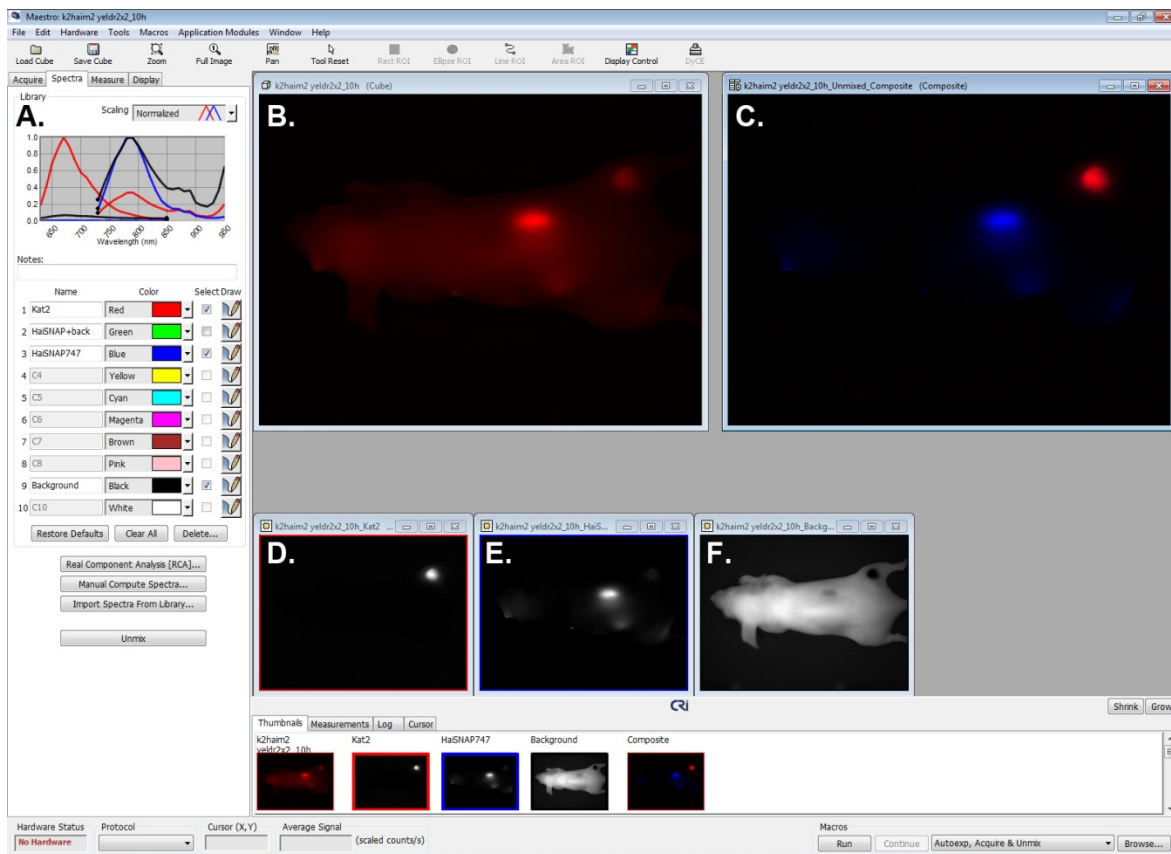 Maestro: k2haim2 yeldr2x2_10h
File Edit Hardware Tools Macros Application Modules Window Help
Load Cube Save Cube Zoom Full Image Pan Tool Reset Rect ROI Ellipse ROI Line ROI Area ROI Display Control DyCE
Acquire Spectra Measure Display
Library
A.
Scaling Normalized
1.0
0.8
0.6
0.4
0.2
0.0
650 700 750 800 850 900 950
Wavelength (nm)
Notes:
Name Color Select Draw
1 Kat2 Red
2 HaiSNAP+back Green
3 HaiSNAP747 Blue
4 C4 Yellow
5 C5 Cyan
6 C6 Magenta
7 C7 Brown
8 C8 Pink
9 Background Black
10 C10 White
Restore Defaults Clear All Delete...
Real Component Analysis [RCA]...
Manual Compute Spectra...
Import Spectra From Library...
Unmix
k2haim2 yeldr2x2_10h (Cube)
B.
k2haim2 yeldr2x2_10h_Unmixed_Composite (Composite)
C.
k2haim2 yeldr2x2_10h_Kat2
D.
k2haim2 yeldr2x2_10h_HaiS...
E.
k2haim2 yeldr2x2_10h_Backg...
F.
CRi
Shrink Grow
Thumbnails Measurements Log Cursor
k2haim2 yeldr2x2_10h
Kat2
HaiSNAP747
Background
Composite
Hardware Status Protocol Cursor (X,Y) Average Signal
No Hardware (scaled counts/s)
Macros
Run Continue Autoexp, Acquire & Unmix Browse...